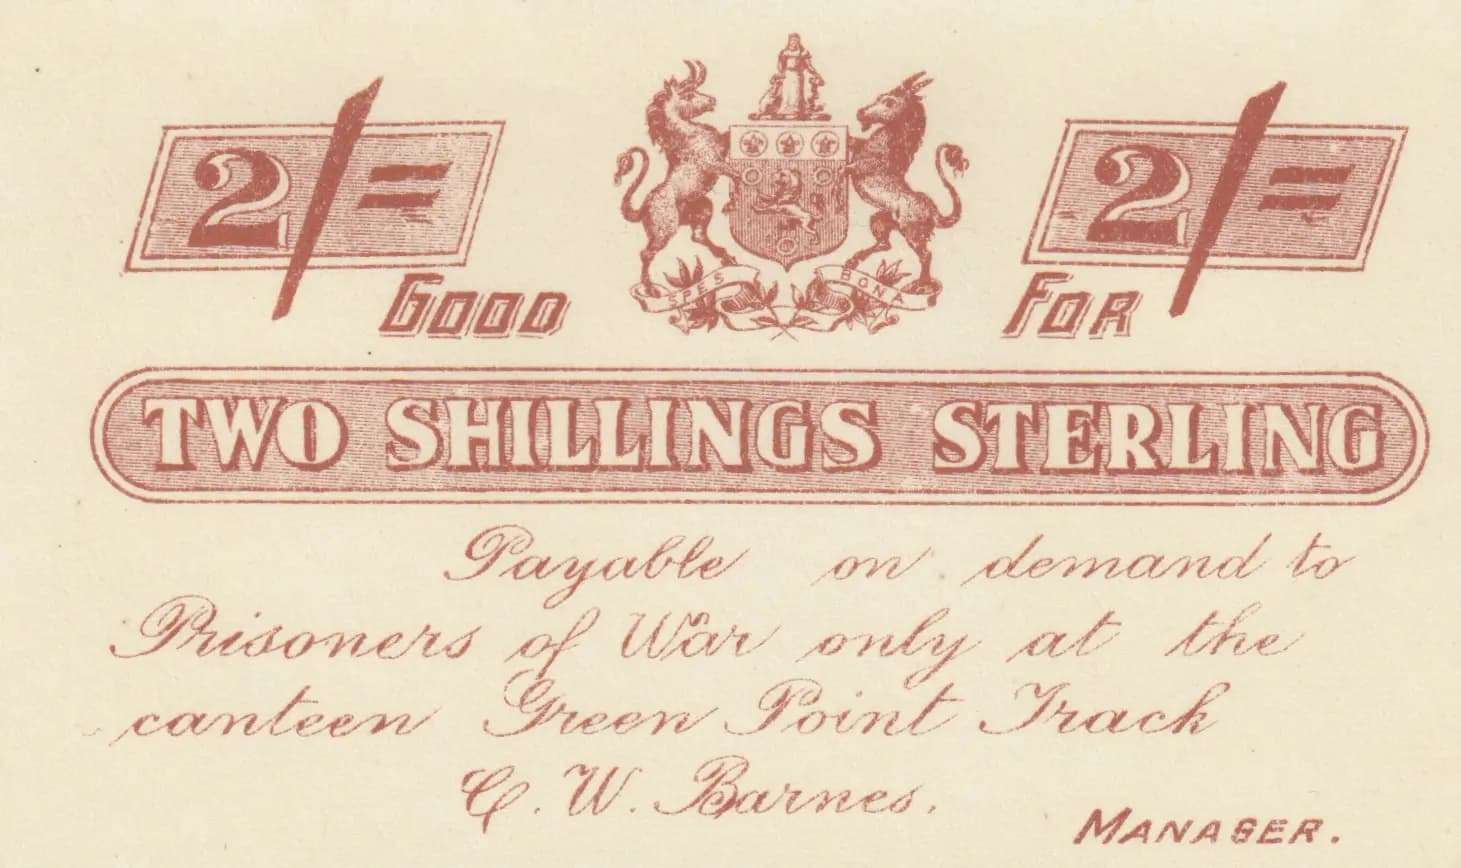 2/= 2/=
GOOD FOR
SPES BONA
TWO SHILLINGS STERLING
Payable on demand to
Prisoners of War only at the
canteen Green Point Track
C. W. Barnes.
MANAGER.